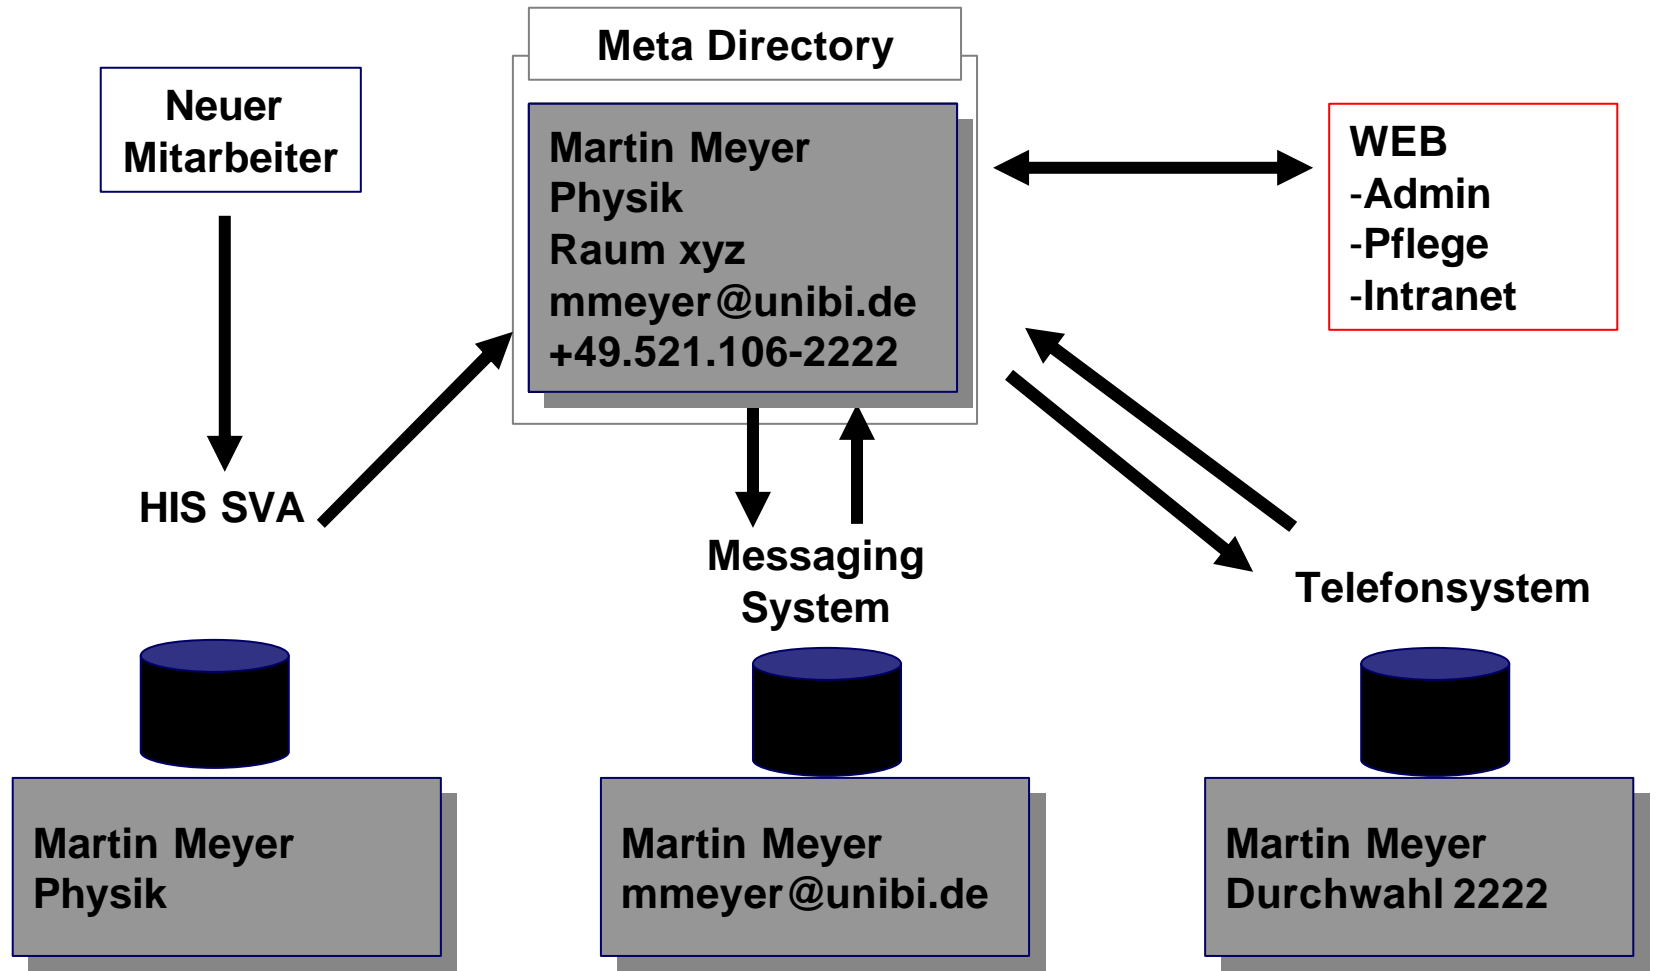 Meta Directory
Neuer
Mitarbeiter
Martin Meyer
Physik
Raum xyz
mmeyer@unibi.de
+49.521.106-2222
WEB
-Admin
-Pflege
-Intranet
HIS SVA
Messaging
System
Telefonsystem
Martin Meyer
Physik
Martin Meyer
mmeyer@unibi.de
Martin Meyer
Durchwahl 2222